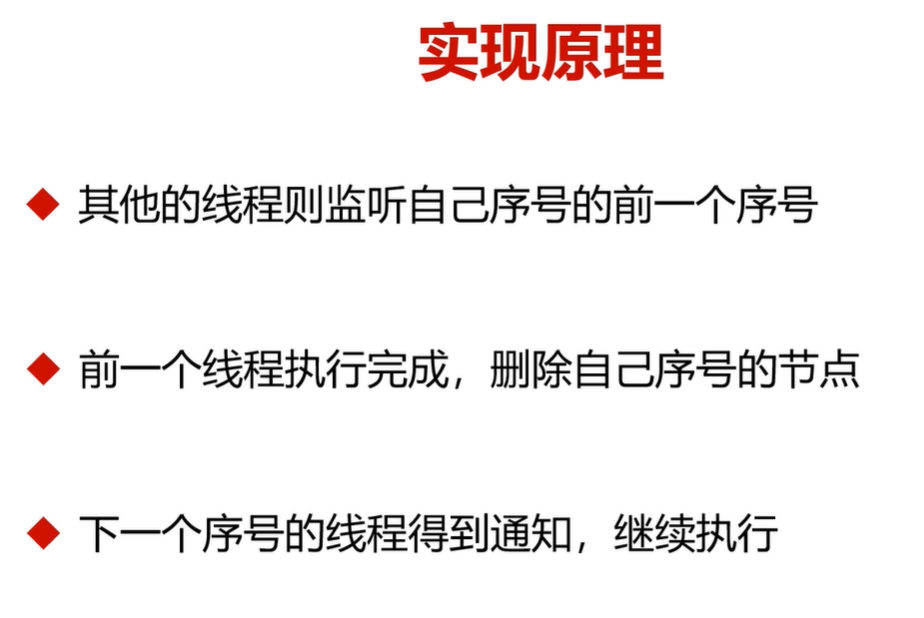 实现原理
其他的线程则监听自己序号的前一个序号
前一个线程执行完成，删除自己序号的节点
下一个序号的线程得到通知，继续执行